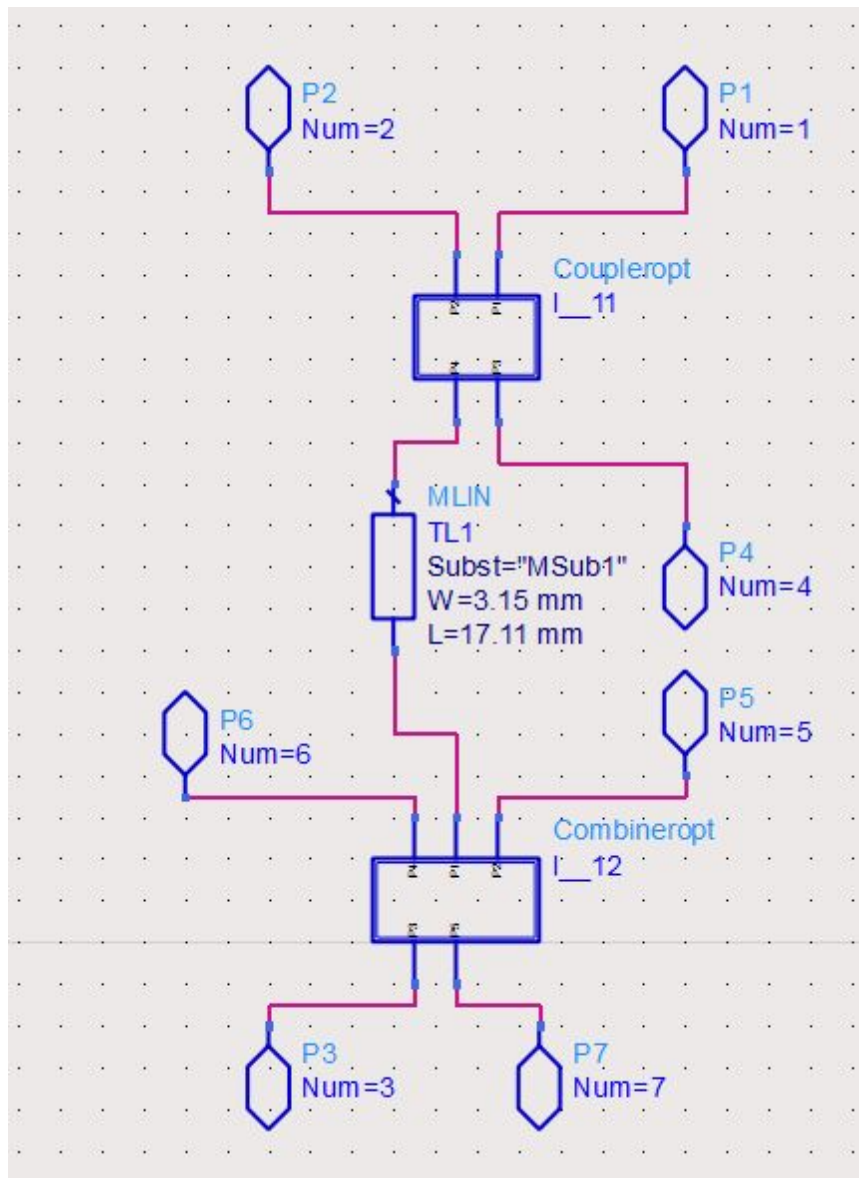 P2
Num=2
P1
Num=1
Coupleropt
I__11
MLIN
TL1
Subst="MSub1"
W=3.15 mm
L=17.11 mm
P4
Num=4
P6
Num=6
P5
Num=5
Combineropt
I__12
P3
Num=3
P7
Num=7